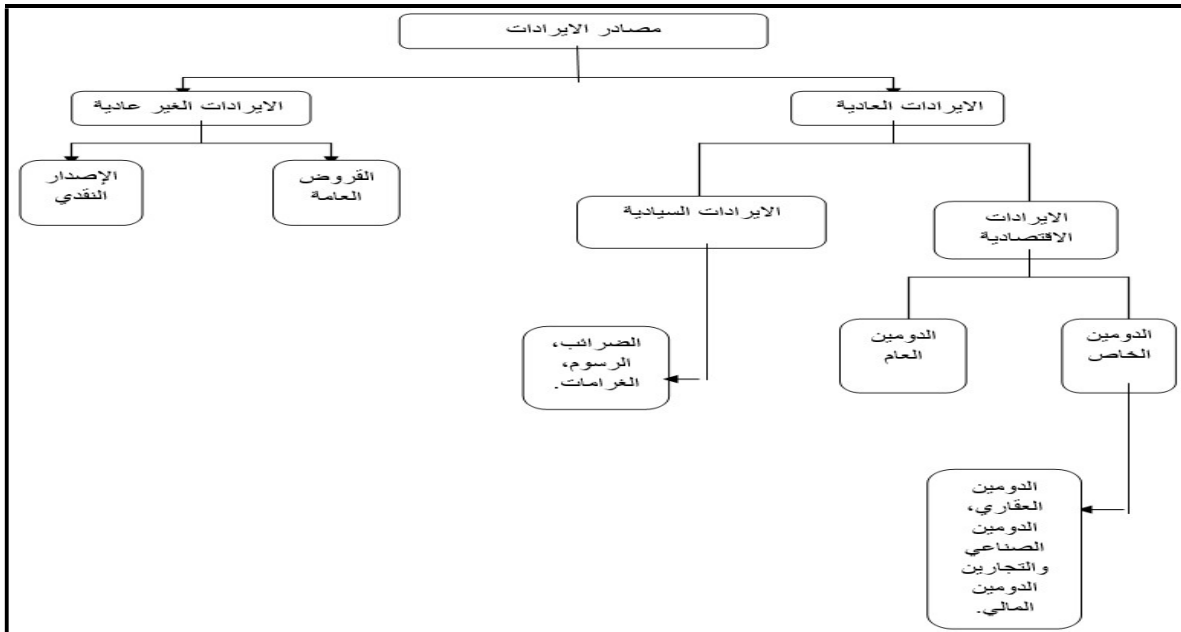 مصادر الايرادات
الايرادات العادية
الايرادات الغير عادية
الايرادات
الاقتصادية
الايرادات السيادية
القروض
العامة
الإصدار
النقدي
الدومين
الخاص
الدومين
العام
الضرائب،
الرسوم،
الغرامات.
الدومين
العقاري،
الدومين
الصناعي
والتجارين
الدومين
المالي.